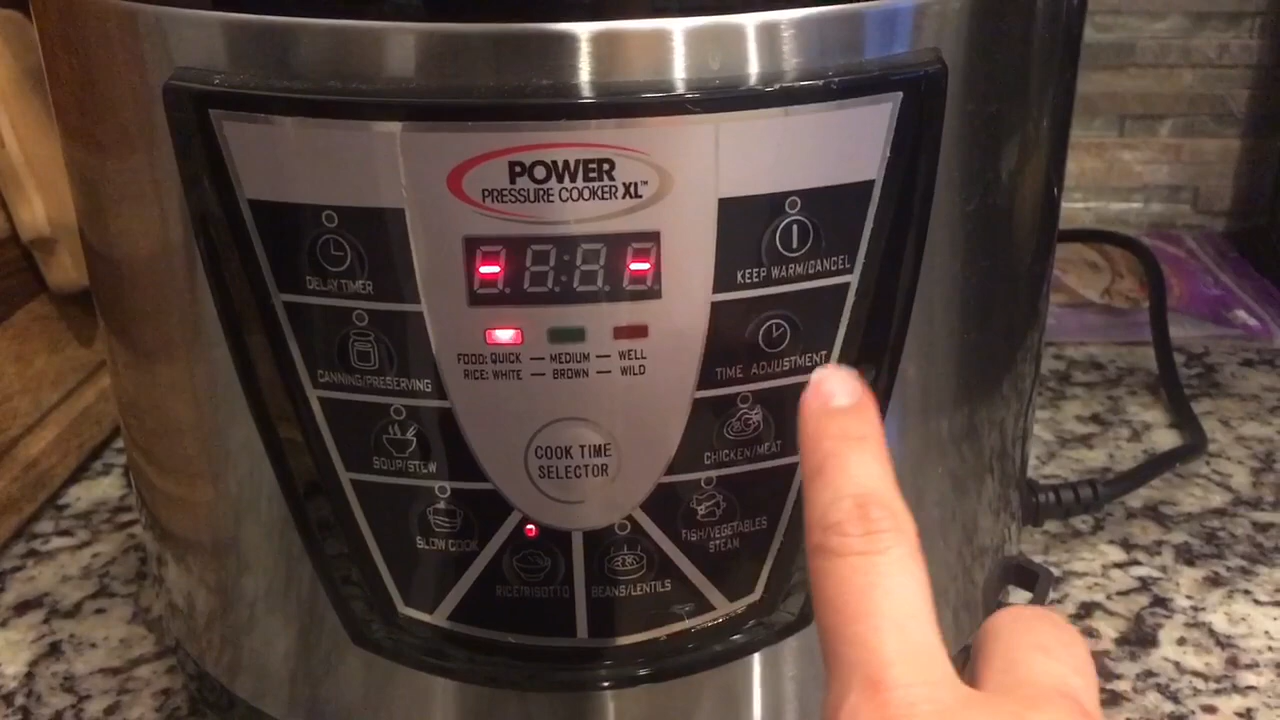 POWER
PRESSURE COOKER XL™
DELAY TIMER
KEEP WARM/CANCEL
CANNING/PRESERVING
FOOD: QUICK — MEDIUM — WELL
RICE: WHITE — BROWN — WILD
TIME ADJUSTMENT
SOUP/STEW
COOK TIME
SELECTOR
CHICKEN/MEAT
SLOW COOK
RICE/RISOTTO
BEANS/LENTILS
FISH/VEGETABLES
STEAM